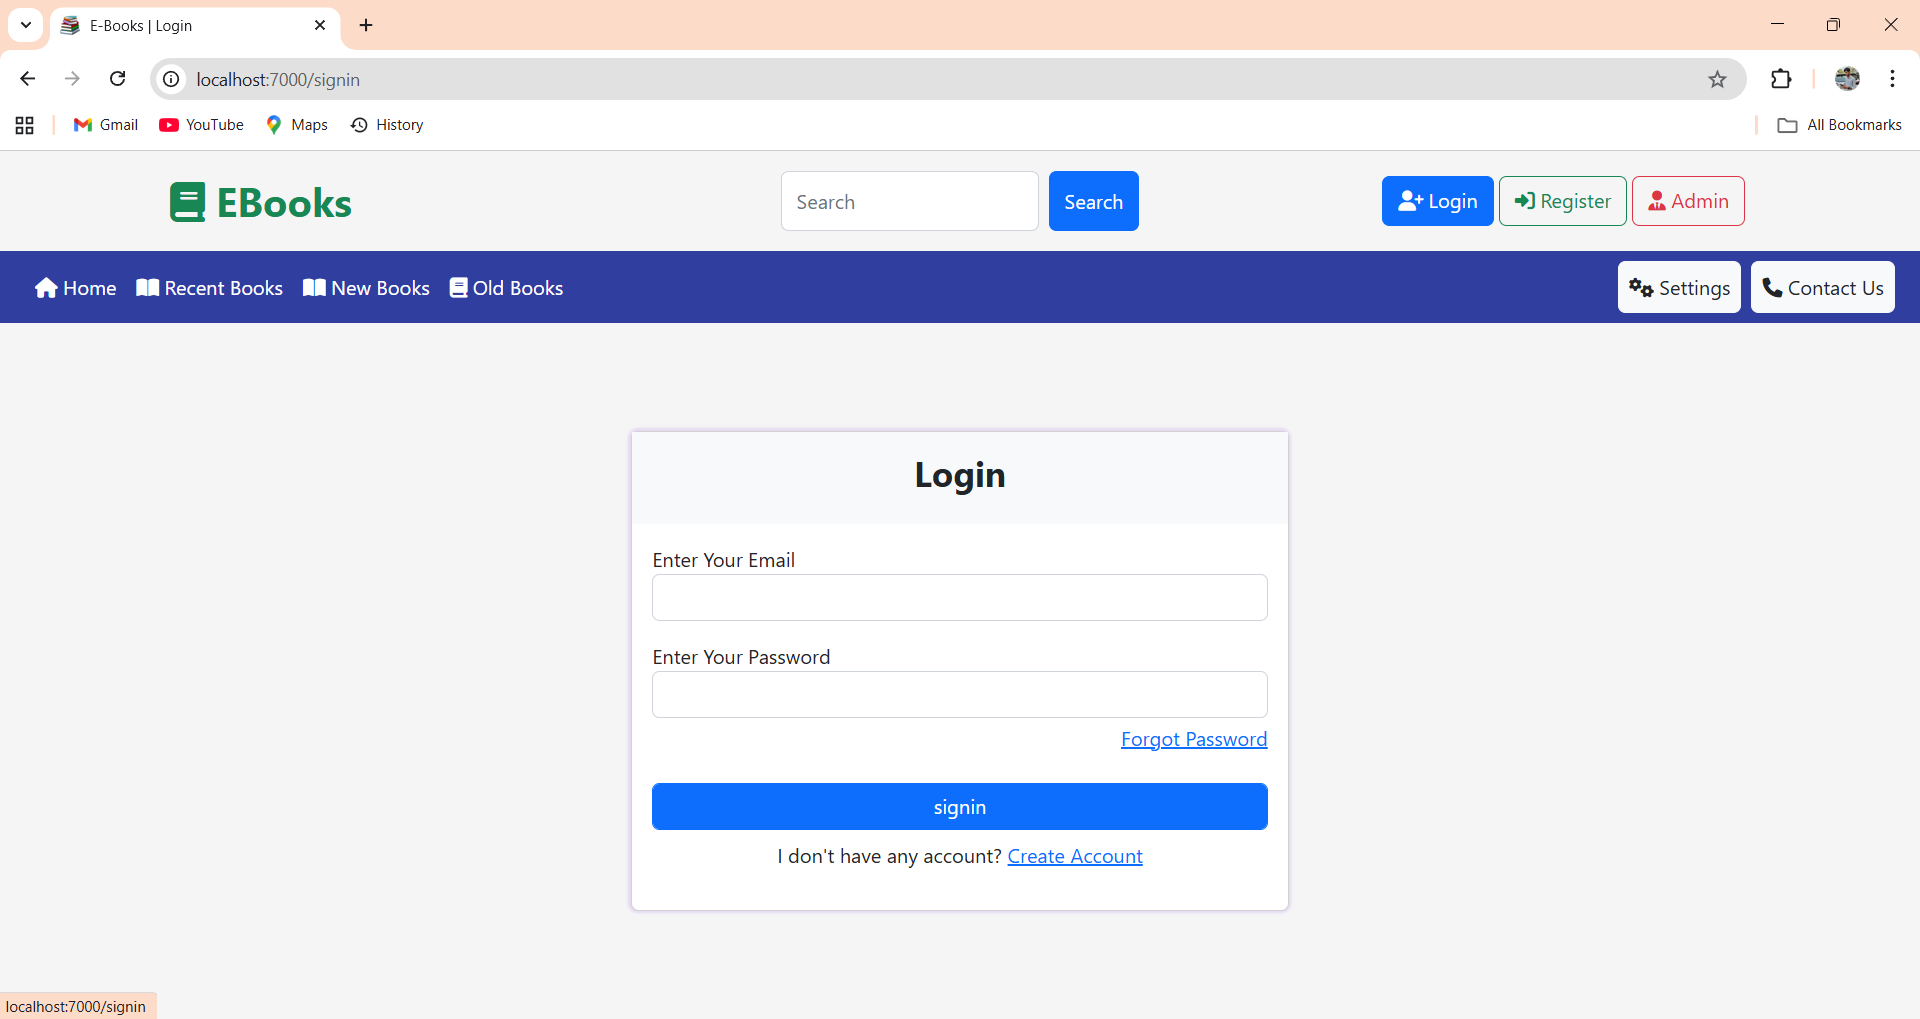 E-Books | Login
localhost:7000/signin
Gmail YouTube Maps History All Bookmarks
EBooks Search Search Login Register Admin
Home Recent Books New Books Old Books Settings Contact Us
Login
Enter Your Email
Enter Your Password
Forgot Password
signin
I don't have any account? Create Account
localhost:7000/signin